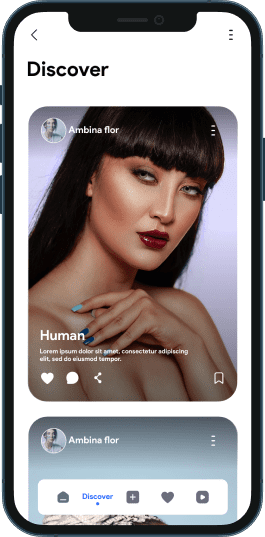 Discover
Ambina flor
Human
Lorem ipsum dolor sit amet, consectetur adipiscing
elit, sed do eiusmod tempor.
Ambina flor
Discover